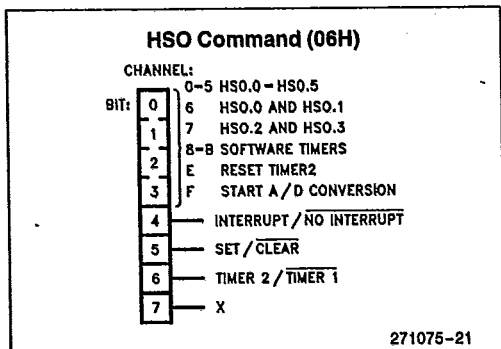 HSO Command (06H)
CHANNEL:
0-5 HSO.0 - HSO.5
BIT: 0 6 HSO.0 AND HSO.1
1 7 HSO.2 AND HSO.3
8-B SOFTWARE TIMERS
2 E RESET TIMER2
3 F START A/D CONVERSION
4 INTERRUPT/NO INTERRUPT
5 SET/CLEAR
6 TIMER 2/TIMER 1
7 X
271075-21